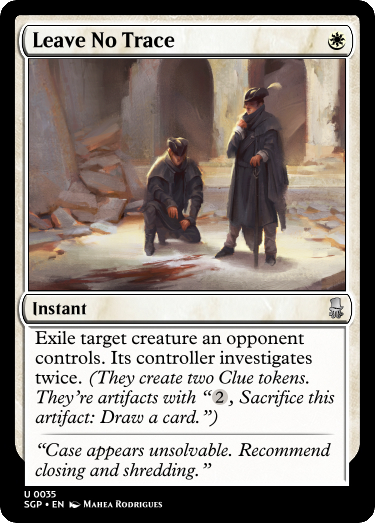 Leave No Trace
Instant
Exile target creature an opponent
controls. Its controller investigates
twice. (They create two Clue tokens.
They're artifacts with “2, Sacrifice this
artifact: Draw a card.”)
“Case appears unsolvable. Recommend
closing and shredding.”
U 0035
SGP • EN Mahea Rodrigues